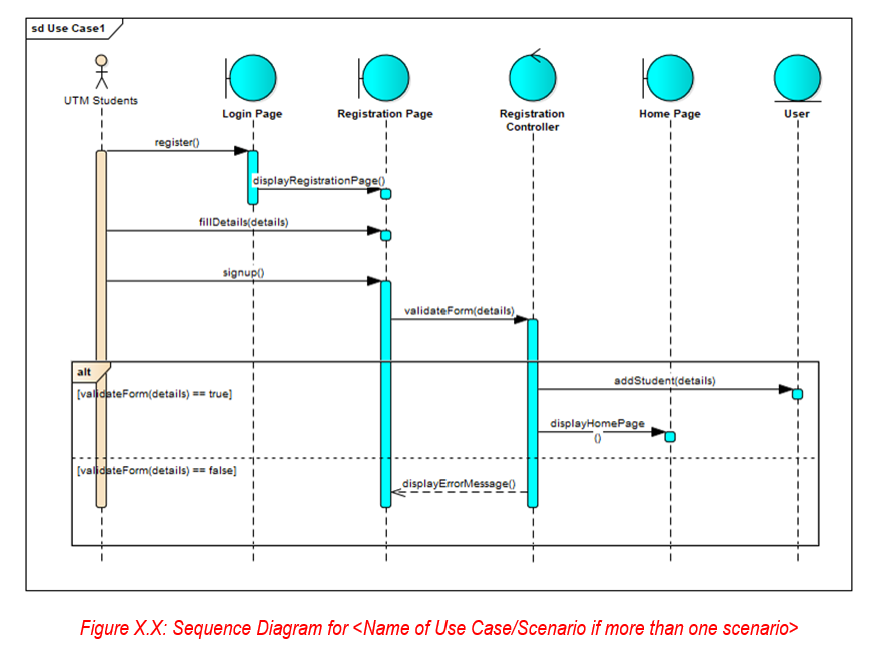 sd Use Case1
UTM Students
Login Page
Registration Page
Registration
Controller
Home Page
User
register()
displayRegistrationPage()
fillDetails(details)
signup()
validateForm(details)
alt
[validateForm(details) == true]
addStudent(details)
displayHomePage
()
[validateForm(details) == false]
displayErrorMessage()
Figure X.X: Sequence Diagram for <Name of Use Case/Scenario if more than one scenario>